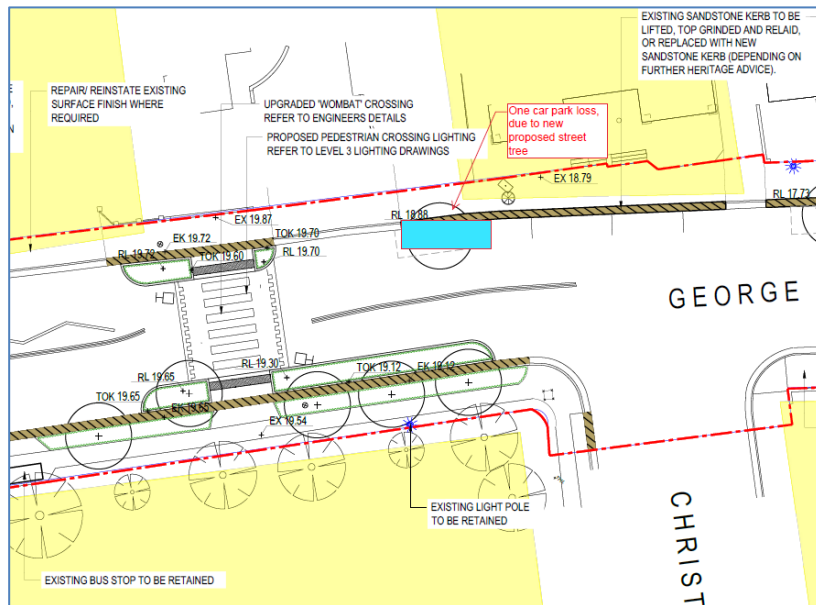 EXISTING SANDSTONE KERB TO BE
LIFTED, TOP GRINDED AND RELAID,
OR REPLACED WITH NEW
SANDSTONE KERB (DEPENDING ON
FURTHER HERITAGE ADVICE).
REPAIR/ REINSTATE EXISTING
SURFACE FINISH WHERE
REQUIRED
UPGRADED 'WOMBAT' CROSSING
REFER TO ENGINEERS DETAILS
PROPOSED PEDESTRIAN CROSSING LIGHTING
REFER TO LEVEL 3 LIGHTING DRAWINGS
One car park loss,
due to new
proposed street
tree
EX 18.79
EX 19.87
RL 18.88
RL 17.73
EK 19.72
TOK 19.70
RL 19.72
TOK 19.60
RL 19.70
GEORGE
RL 19.30
TOK 19.12
RL 19.65
TOK 19.65
EX 19.54
EXISTING LIGHT POLE
TO BE RETAINED
CHRIST
EXISTING BUS STOP TO BE RETAINED